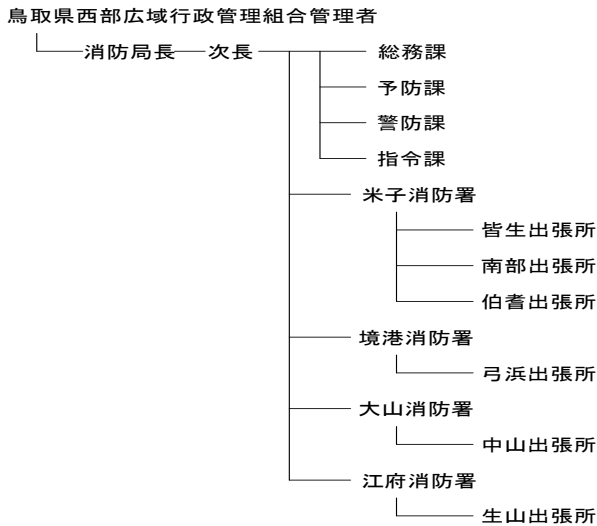 鳥取県西部広域行政管理組合管理者
消防局長 次長 総務課
予防課
警防課
指令課
米子消防署
皆生出張所
南部出張所
伯耆出張所
境港消防署
弓浜出張所
大山消防署
中山出張所
江府消防署
生山出張所